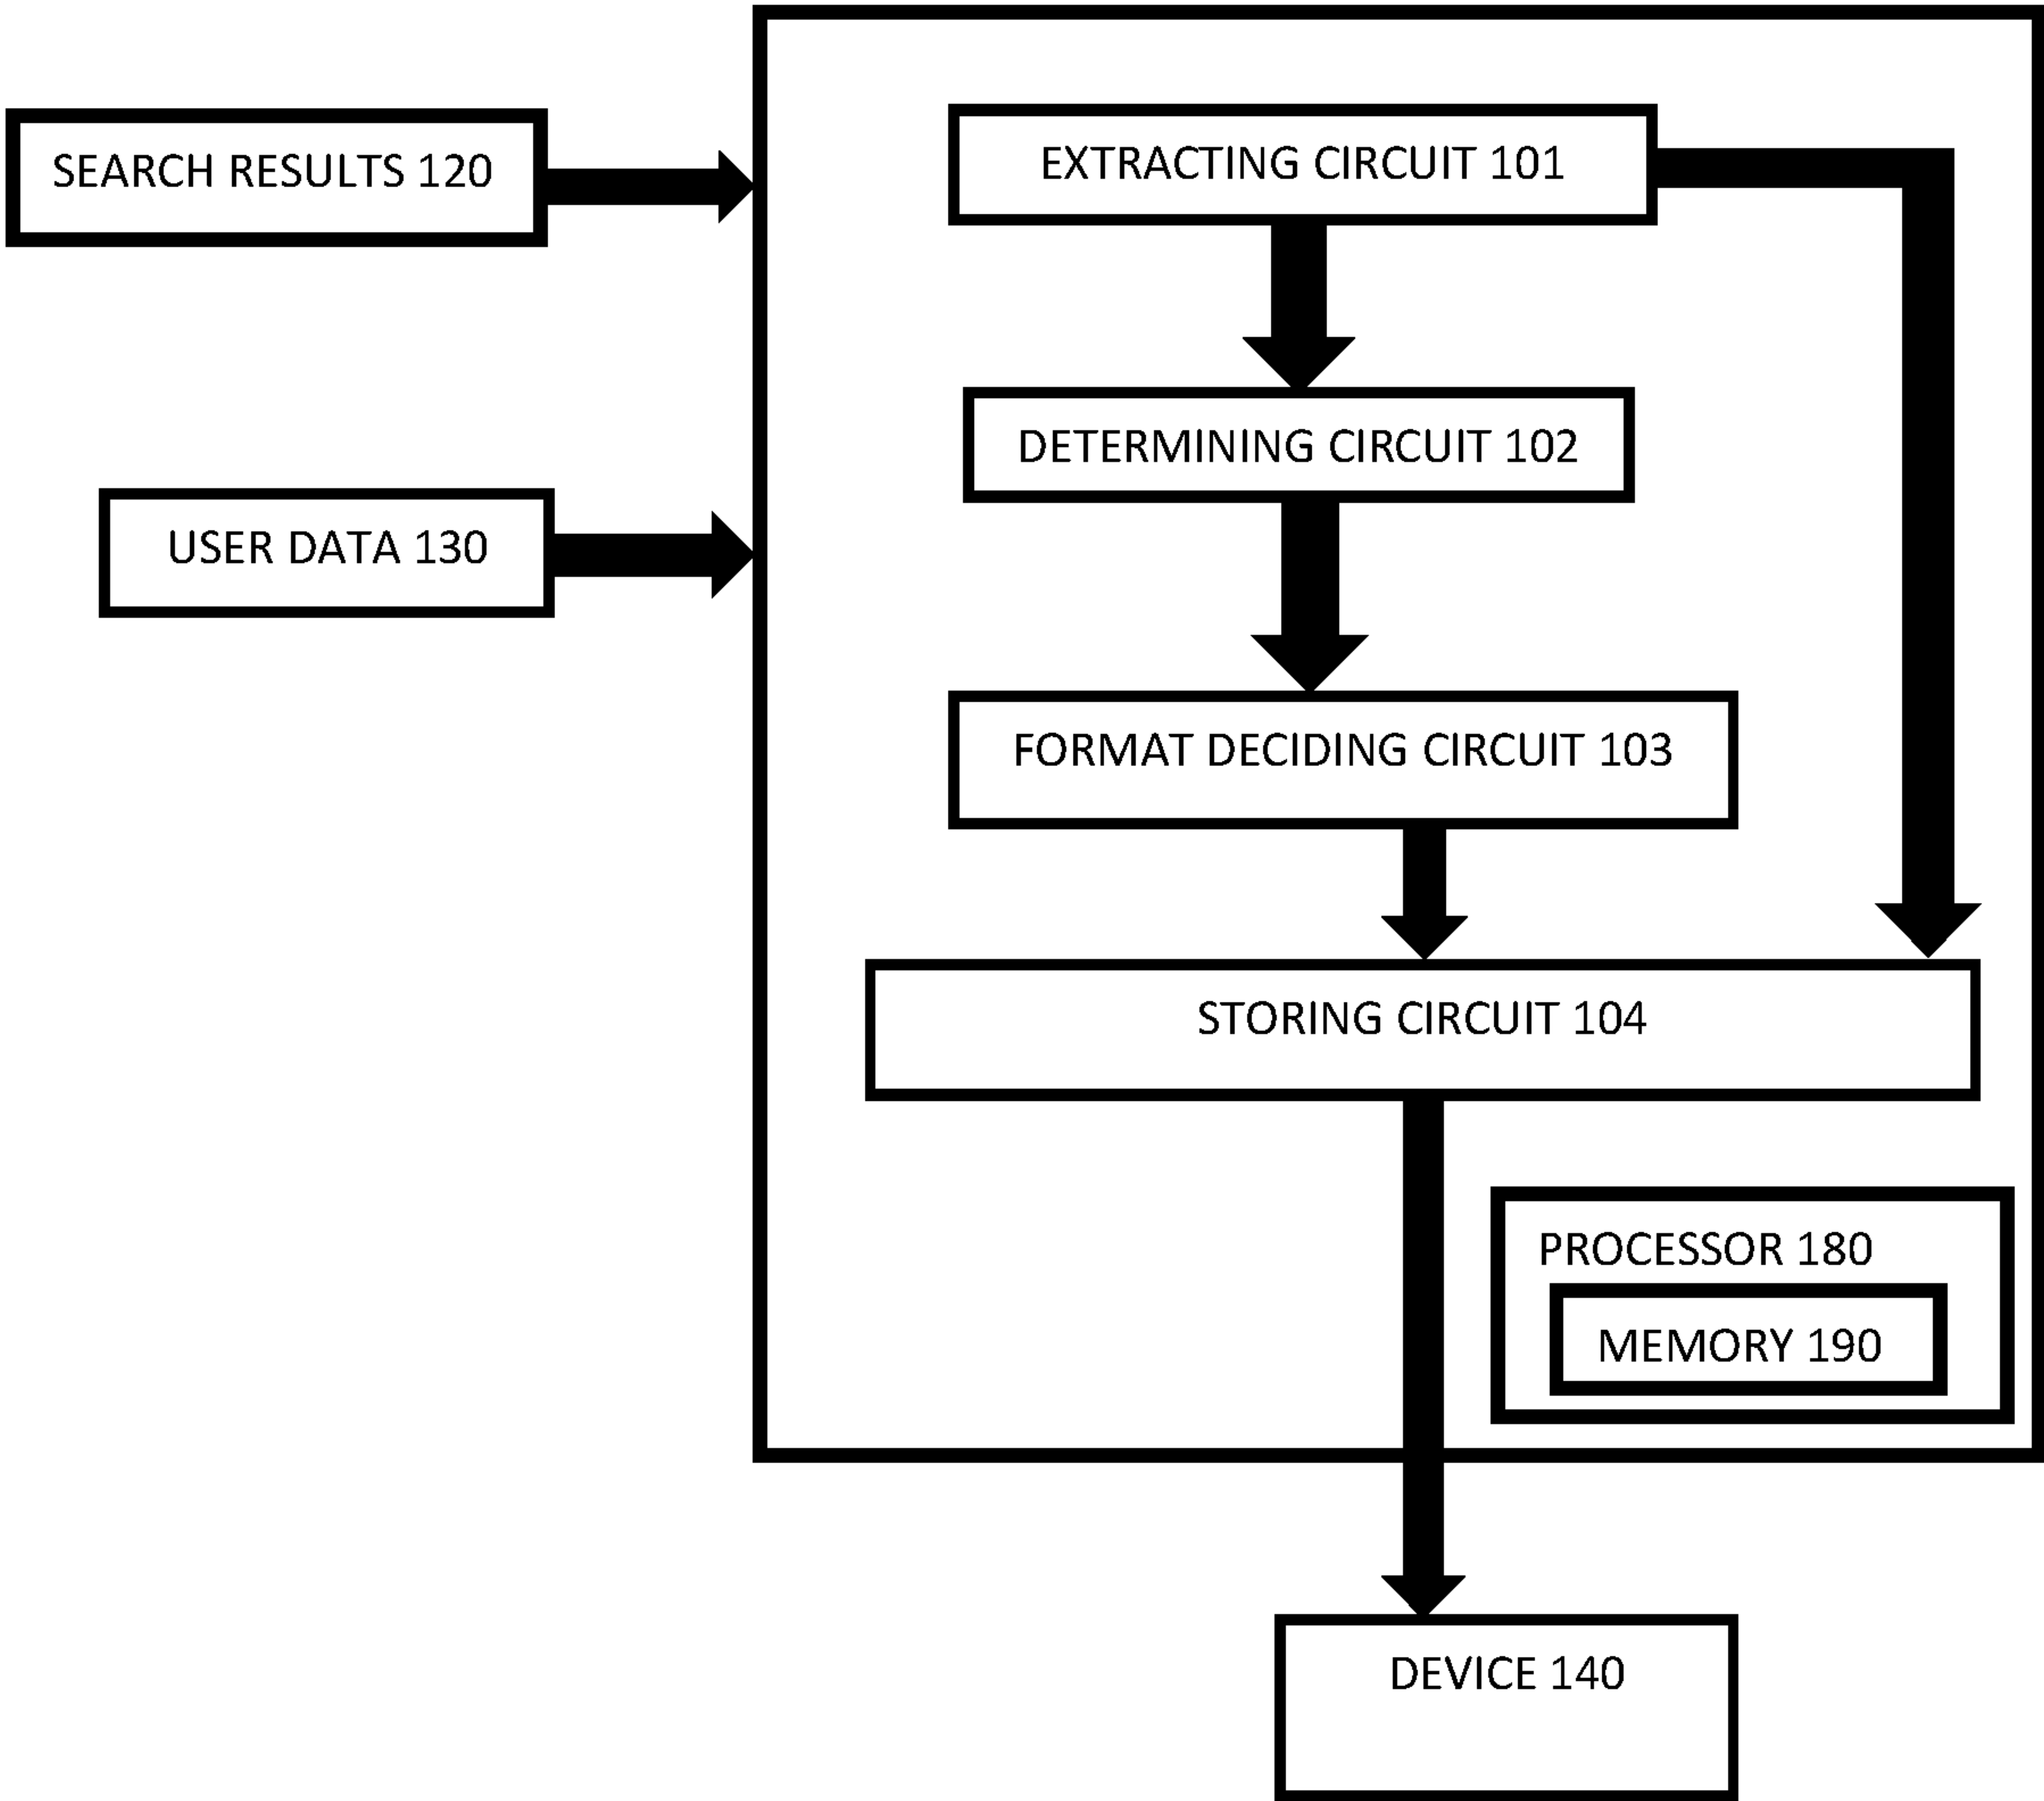 SEARCH RESULTS 120
EXTRACTING CIRCUIT 101
DETERMINING CIRCUIT 102
USER DATA 130
FORMAT DECIDING CIRCUIT 103
STORING CIRCUIT 104
PROCESSOR 180
MEMORY 190
DEVICE 140